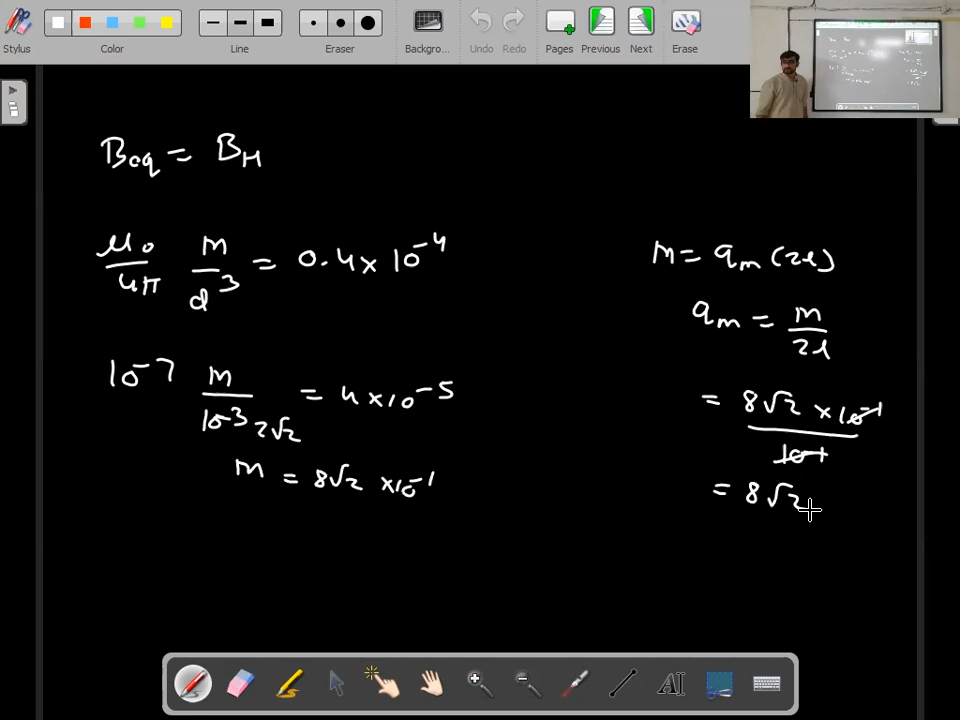 Stylus
Color
Line
Eraser
Backgro...
Undo
Redo
Pages
Previous
Next
Erase
Beq = BH
μ0/4π m/d^3 = 0.4 × 10^-4
10^-7 m/10^-3 2√2 = 4 × 10^-5
m = 8√2 × 10^-1
m = qm (2l)
qm = m/2l
= 8√2 × 10^-1/10^-1
= 8√2
AI